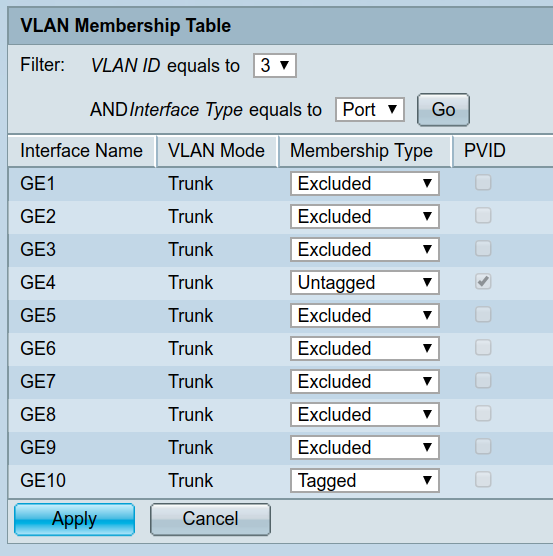 VLAN Membership Table
Filter: VLAN ID equals to 3
AND Interface Type equals to Port Go
Interface Name VLAN Mode Membership Type PVID
GE1 Trunk Excluded
GE2 Trunk Excluded
GE3 Trunk Excluded
GE4 Trunk Untagged
GE5 Trunk Excluded
GE6 Trunk Excluded
GE7 Trunk Excluded
GE8 Trunk Excluded
GE9 Trunk Excluded
GE10 Trunk Tagged
Apply Cancel